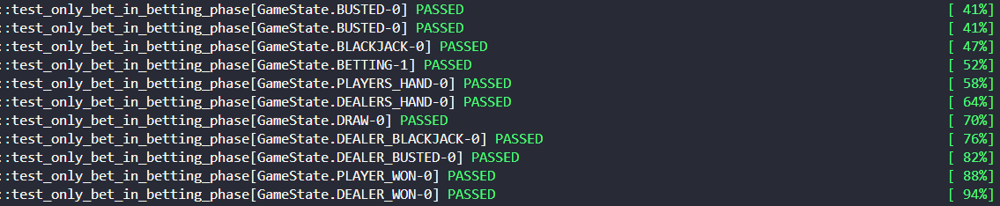 ::test_only_bet_in_betting_phase[GameState.BUSTED-0] PASSED [ 41%]
::test_only_bet_in_betting_phase[GameState.BUSTED-0] PASSED [ 41%]
::test_only_bet_in_betting_phase[GameState.BLACKJACK-0] PASSED [ 47%]
::test_only_bet_in_betting_phase[GameState.BETTING-1] PASSED [ 52%]
::test_only_bet_in_betting_phase[GameState.PLAYERS_HAND-0] PASSED [ 58%]
::test_only_bet_in_betting_phase[GameState.DEALERS_HAND-0] PASSED [ 64%]
::test_only_bet_in_betting_phase[GameState.DRAW-0] PASSED [ 70%]
::test_only_bet_in_betting_phase[GameState.DEALER_BLACKJACK-0] PASSED [ 76%]
::test_only_bet_in_betting_phase[GameState.DEALER_BUSTED-0] PASSED [ 82%]
::test_only_bet_in_betting_phase[GameState.PLAYER_WON-0] PASSED [ 88%]
::test_only_bet_in_betting_phase[GameState.DEALER_WON-0] PASSED [ 94%]